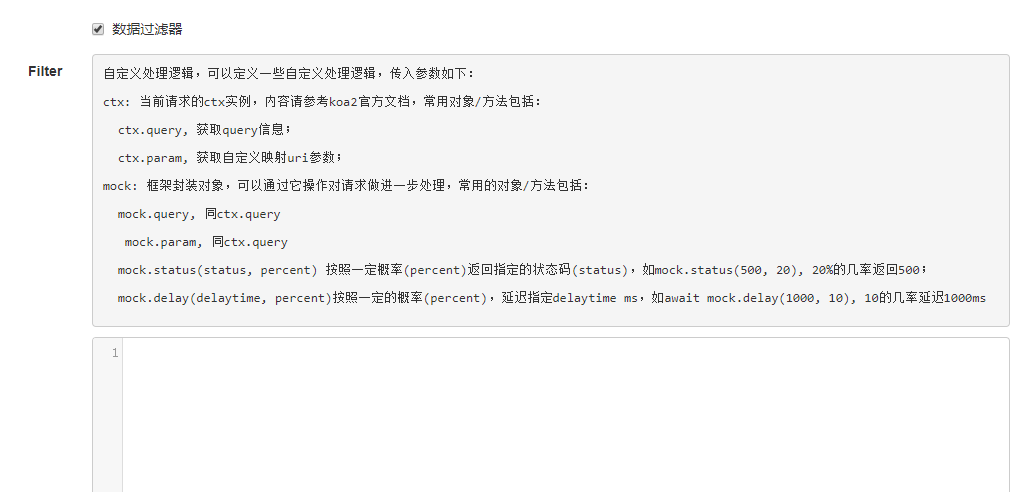 数据过滤器
Filter
自定义处理逻辑，可以定义一些自定义处理逻辑，传入参数如下：
ctx: 当前请求的ctx实例，内容请参考koa2官方文档，常用对象/方法包括：
ctx.query, 获取query信息；
ctx.param, 获取自定义映射uri参数；
mock: 框架封装对象，可以通过它操作对请求做进一步处理，常用的对象/方法包括：
mock.query, 同ctx.query
mock.param, 同ctx.query
mock.status(status, percent) 按照一定概率(percent)返回指定的状态码(status)，如mock.status(500, 20), 20%的几率返回500；
mock.delay(delaytime, percent)按照一定的概率(percent)，延迟指定delaytime ms，如await mock.delay(1000, 10), 10的几率延迟1000ms
1